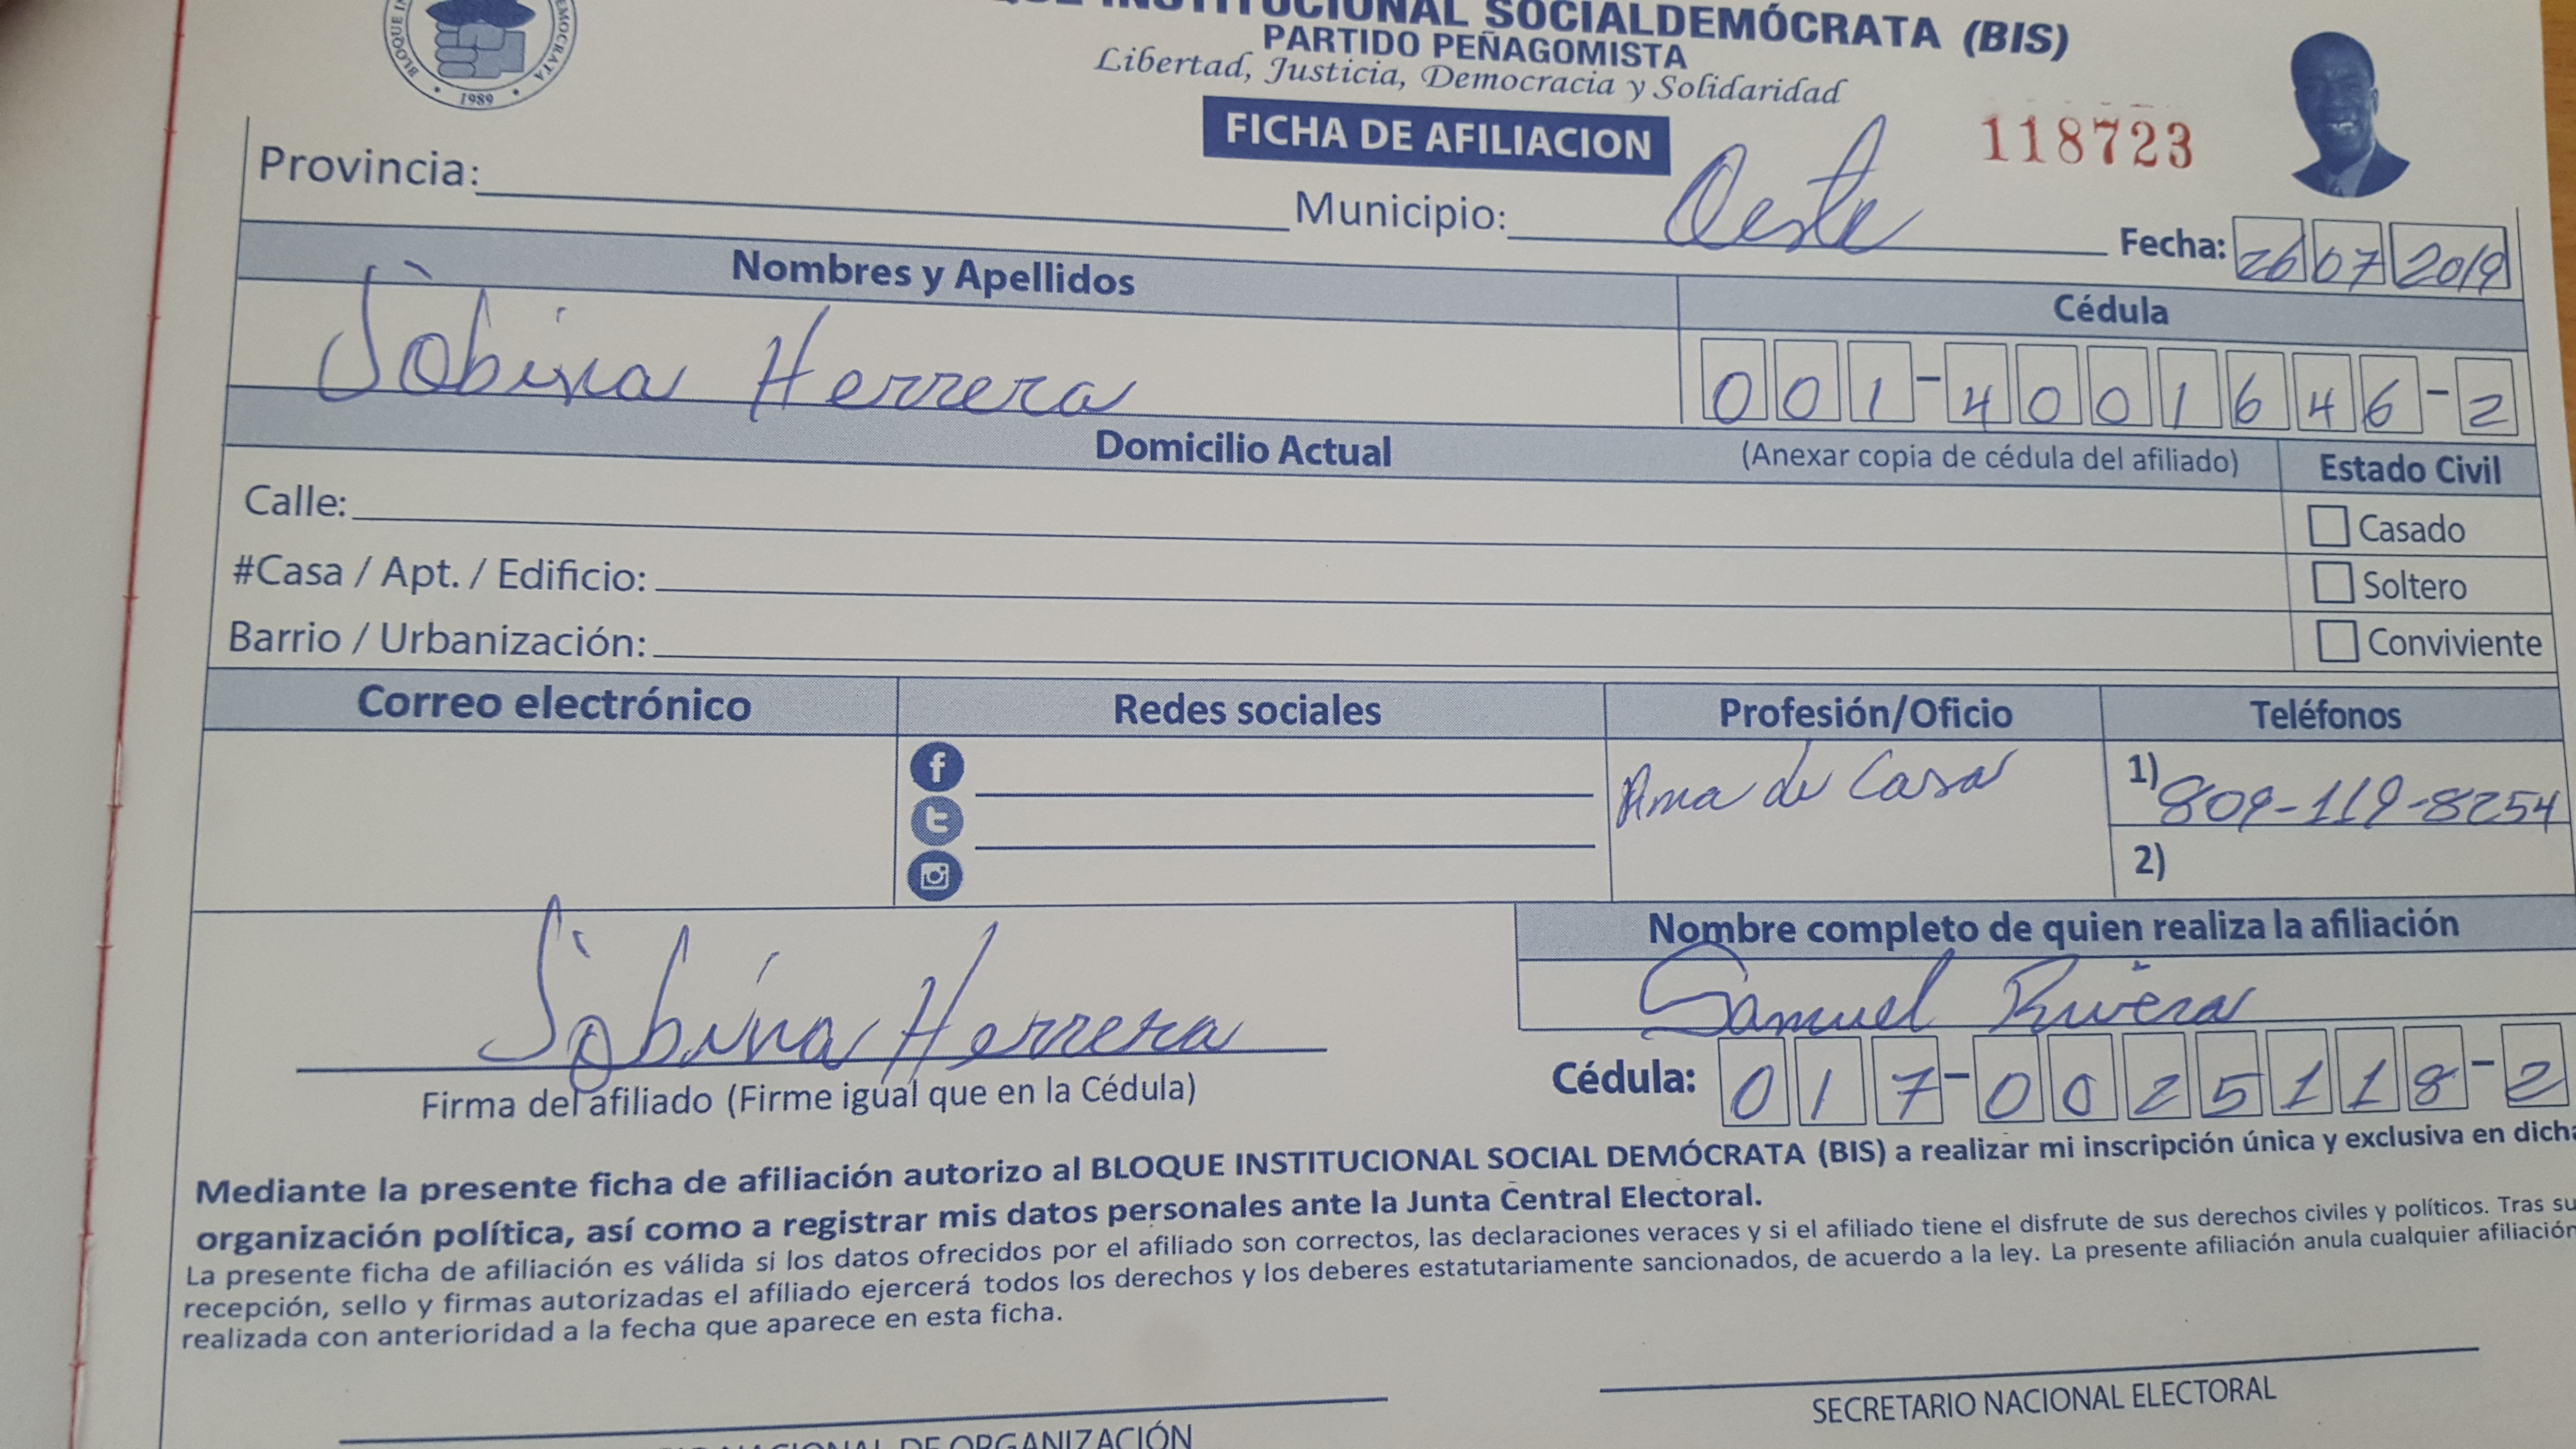 INSTITUCIONAL SOCIALDEMÓCRATA (BIS)
PARTIDO PEÑAGOMISTA
Libertad, Justicia, Democracia y Solidaridad
1989
FICHA DE AFILIACION
118723
Provincia:
Municipio: Oeste
Fecha: 26 07 2019
Nombres y Apellidos
Cédula
Sobina Herrera
001-4001646-2
Domicilio Actual
(Anexar copia de cédula del afiliado)
Estado Civil
Calle:
Casado
#Casa / Apt. / Edificio:
Soltero
Barrio / Urbanización:
Conviviente
Correo electrónico
Redes sociales
Profesión/Oficio
Teléfonos
Ama de Casa
1) 809-119-8254
2)
Nombre completo de quien realiza la afiliación
Samuel Rivera
Sobina Herrera
Firma del afiliado (Firme igual que en la Cédula)
Cédula: 017-0025118-2
Mediante la presente ficha de afiliación autorizo al BLOQUE INSTITUCIONAL SOCIAL DEMÓCRATA (BIS) a realizar mi inscripción única y exclusiva en dicha
organización política, así como a registrar mis datos personales ante la Junta Central Electoral.
La presente ficha de afiliación es válida si los datos ofrecidos por el afiliado son correctos, las declaraciones veraces y si el afiliado tiene el disfrute de sus derechos civiles y políticos. Tras su
recepción, sello y firmas autorizadas el afiliado ejercerá todos los derechos y los deberes estatutariamente sancionados, de acuerdo a la ley. La presente afiliación anula cualquier afiliación
realizada con anterioridad a la fecha que aparece en esta ficha.
SECRETARIO NACIONAL ELECTORAL
NACIONAL DE ORGANIZACIÓN